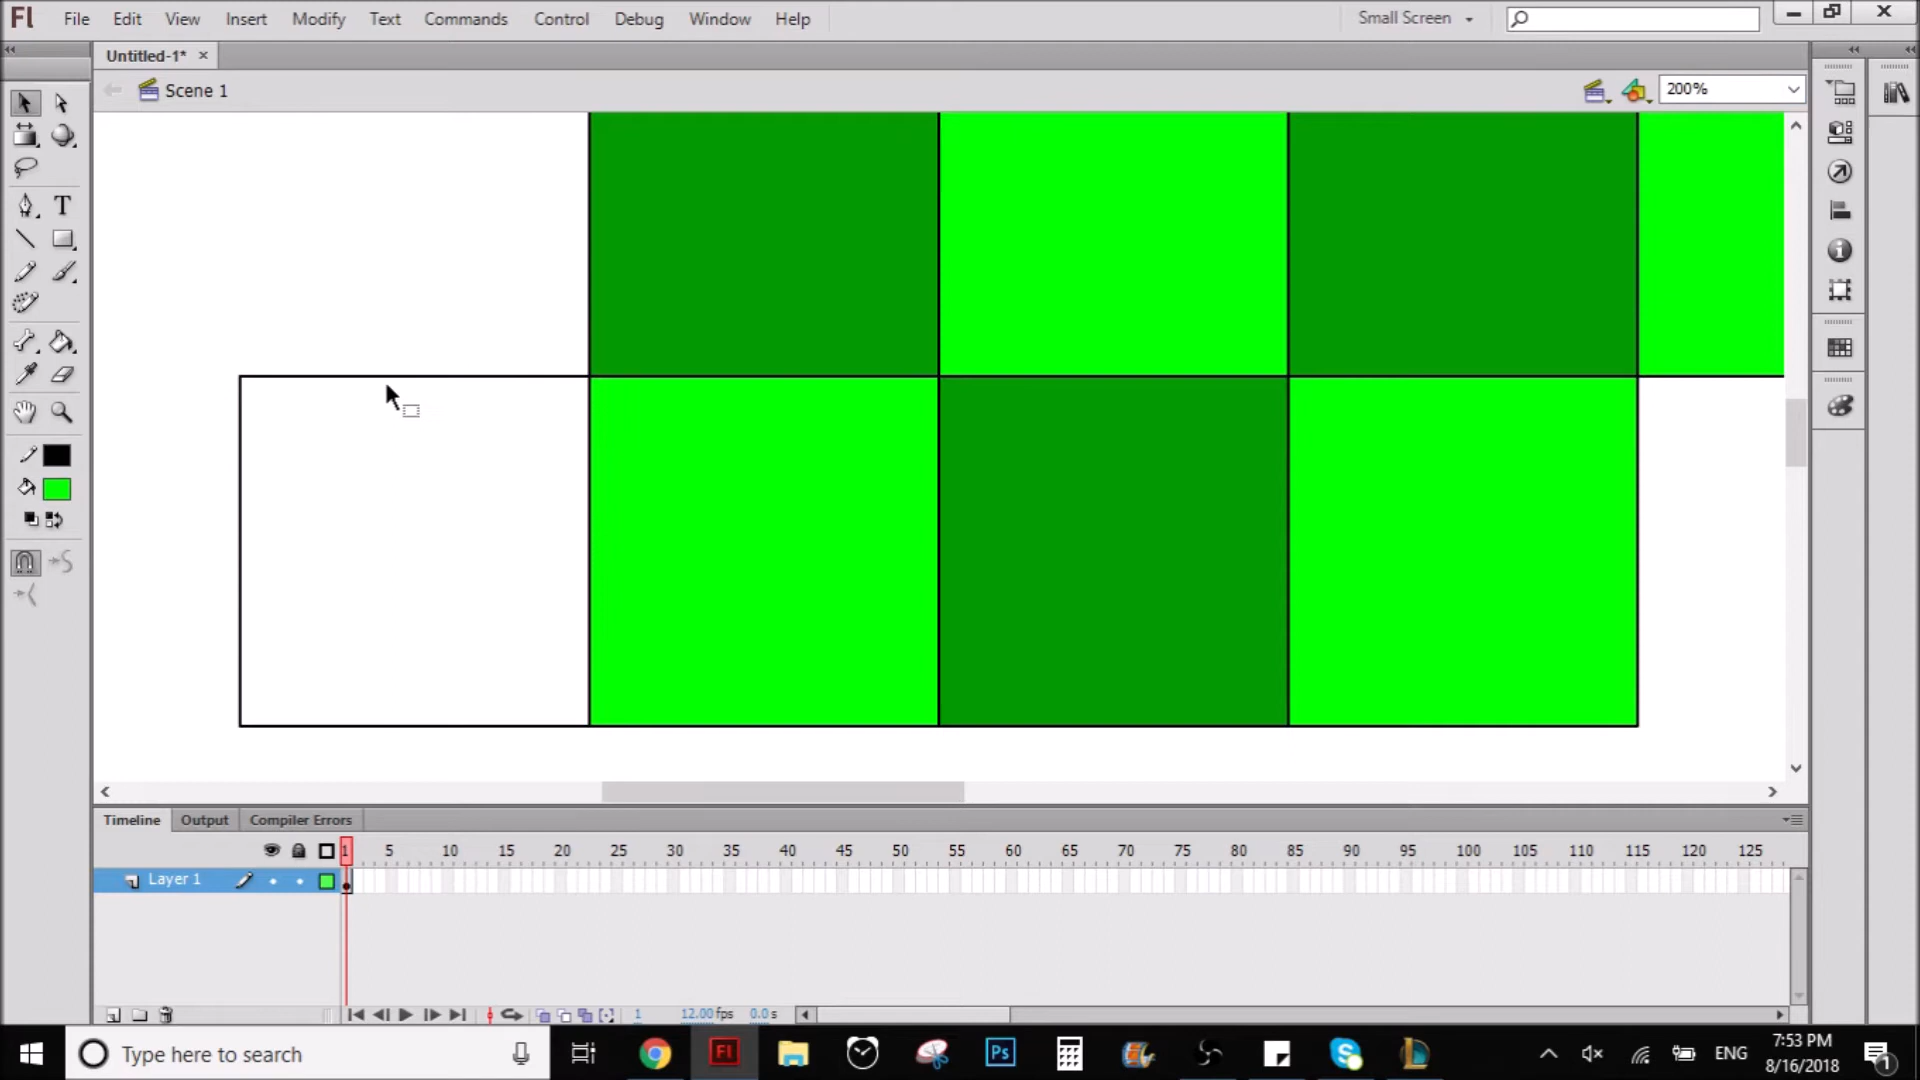 Fl File Edit View Insert Modify Text Commands Control Debug Window Help Small Screen
Untitled-1* ×
Scene 1 200%
T
Timeline Output Compiler Errors
1 5 10 15 20 25 30 35 40 45 50 55 60 65 70 75 80 85 90 95 100 105 110 115 120 125
Layer 1
1 12.00 fps 0.0 s
Type here to search Fl Ps ENG 7:53 PM
8/16/2018 1